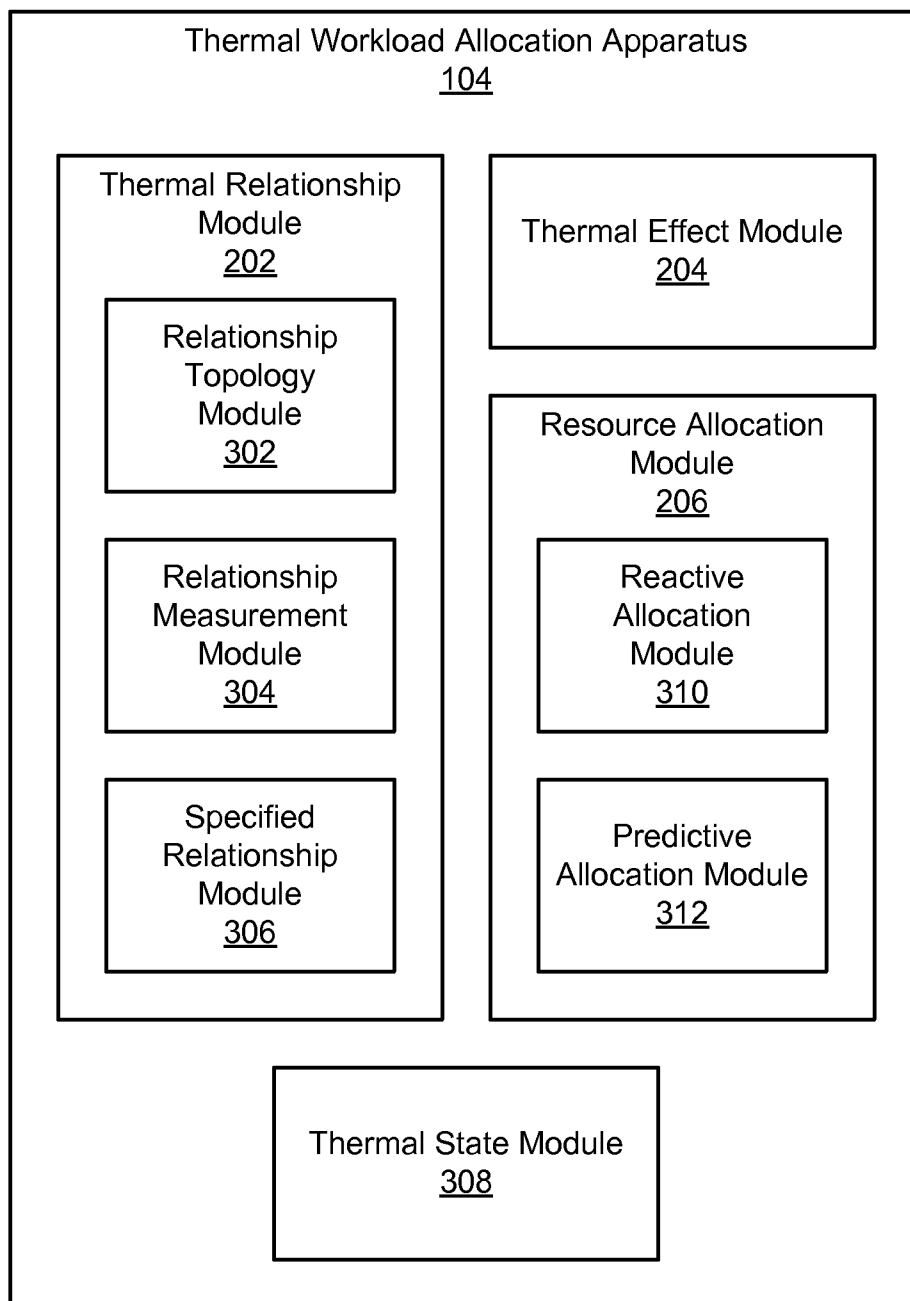 Thermal Workload Allocation Apparatus
104
Thermal Relationship
Module
202
Relationship
Topology
Module
302
Relationship
Measurement
Module
304
Specified
Relationship
Module
306
Thermal Effect Module
204
Resource Allocation
Module
206
Reactive
Allocation
Module
310
Predictive
Allocation Module
312
Thermal State Module
308